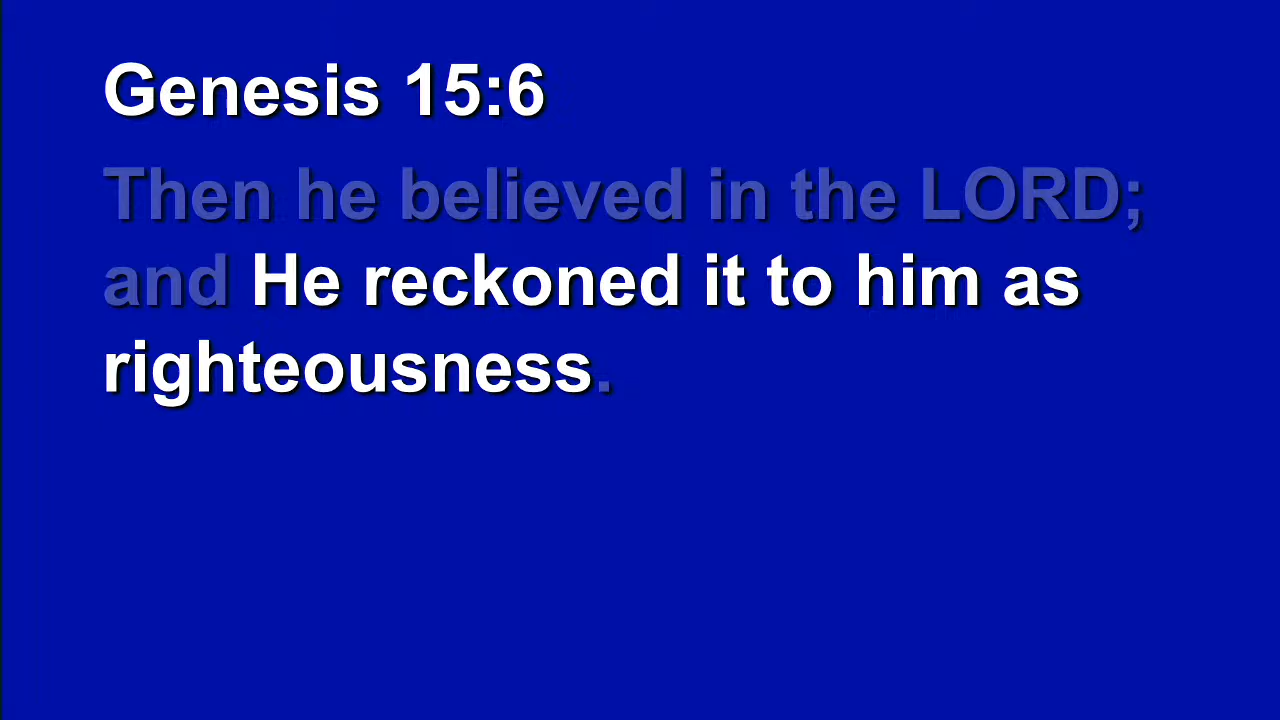 Genesis 15:6
Then he believed in the LORD;
and He reckoned it to him as
righteousness.